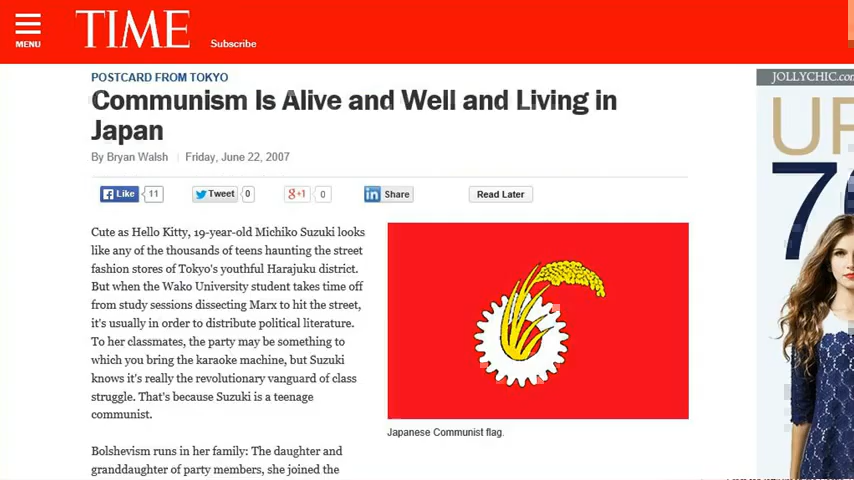 MENU
TIME
Subscribe
POSTCARD FROM TOKYO
Communism Is Alive and Well and Living in
Japan
By Bryan Walsh | Friday, June 22, 2007
Like 11
Tweet 0
g+1 0
in Share
Read Later
Cute as Hello Kitty, 19-year-old Michiko Suzuki looks
like any of the thousands of teens haunting the street
fashion stores of Tokyo's youthful Harajuku district.
But when the Wako University student takes time off
from study sessions dissecting Marx to hit the street,
it's usually in order to distribute political literature.
To her classmates, the party may be something to
which you bring the karaoke machine, but Suzuki
knows it's really the revolutionary vanguard of class
struggle. That's because Suzuki is a teenage
communist.
Bolshevism runs in her family: The daughter and
granddaughter of party members, she joined the
Japanese Communist flag.
JOLLYCHIC.com
UP
70